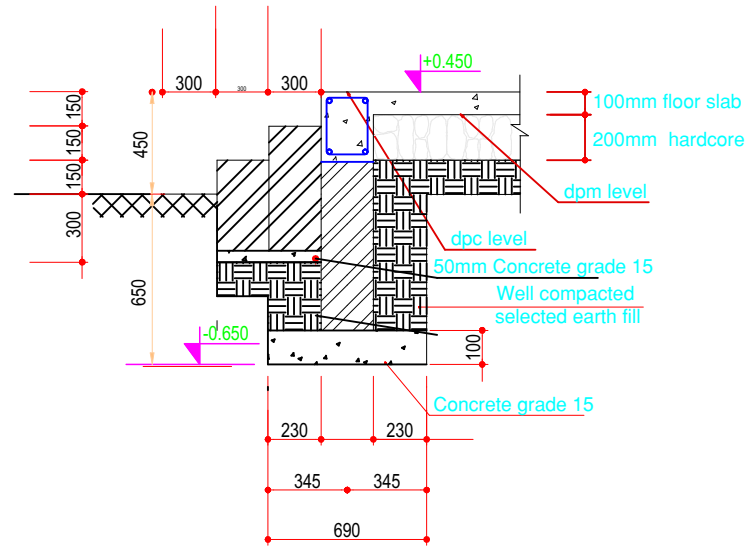 +0.450
300
300
300
150
150
150
300
450
650
100mm floor slab
200mm hardcore
dpm level
dpc level
50mm Concrete grade 15
Well compacted
selected earth fill
-0.650
100
Concrete grade 15
230
230
345
345
690